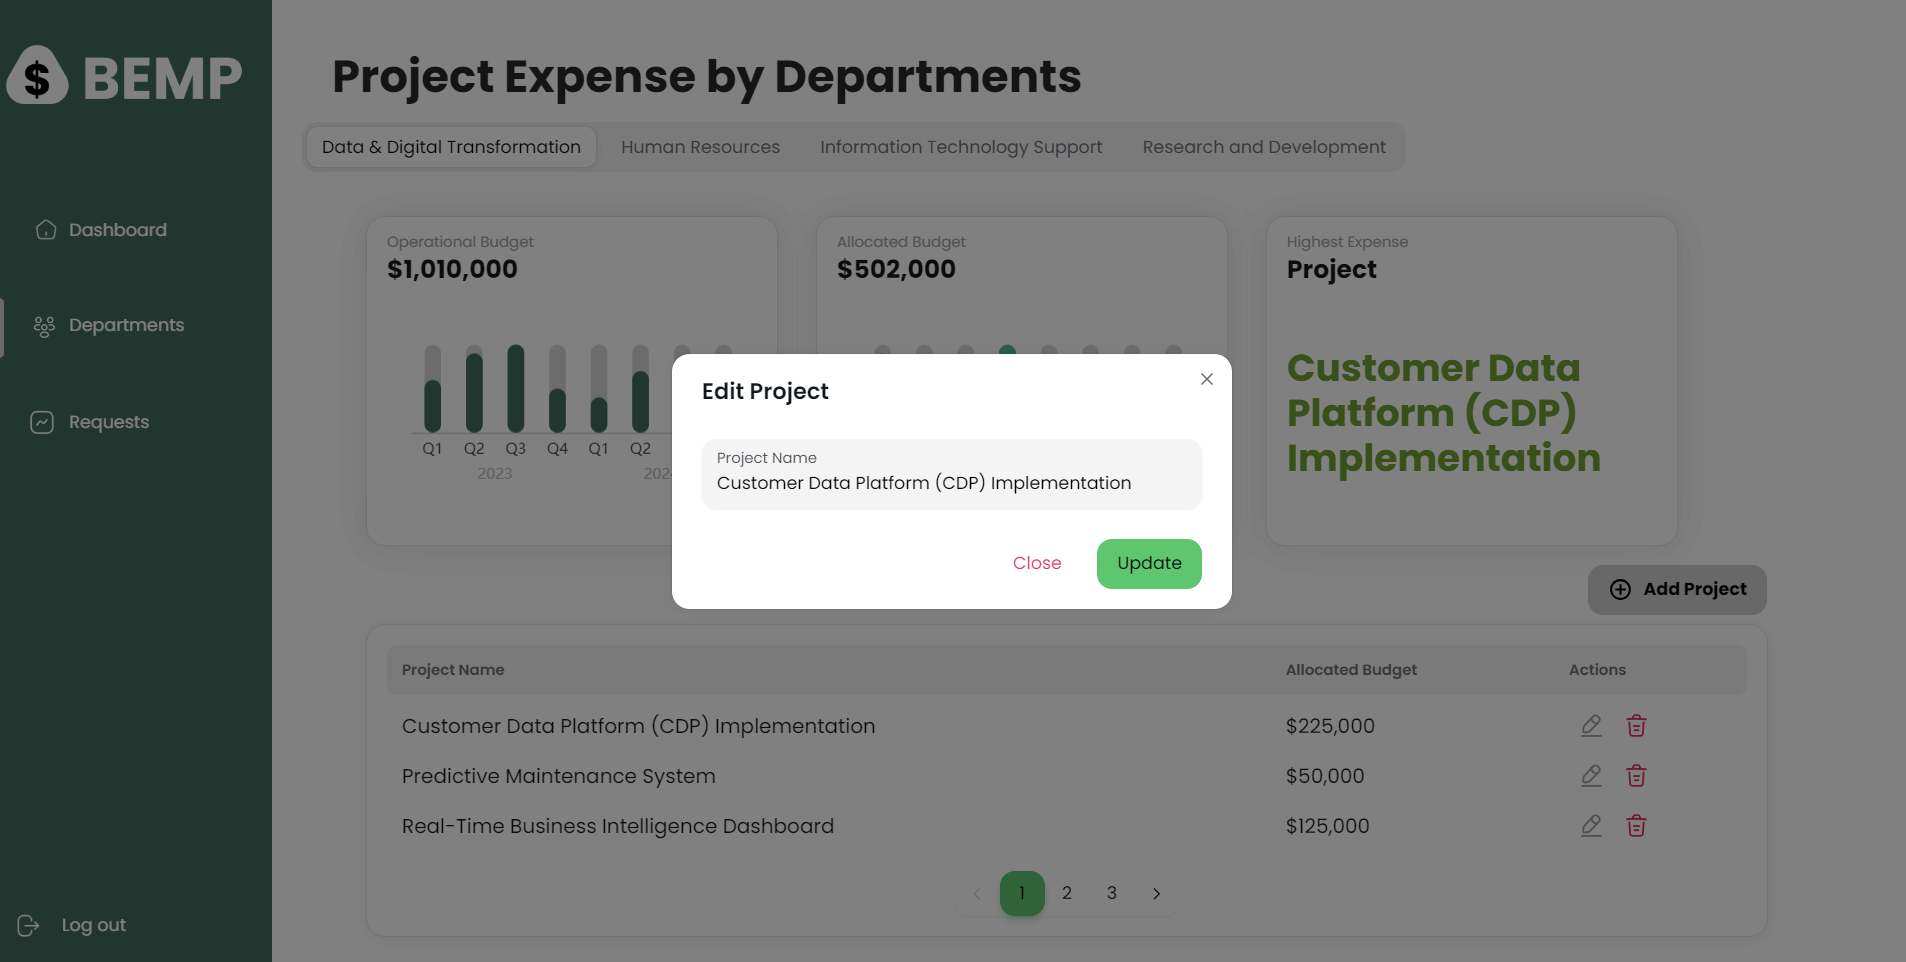 $ BEMP
Dashboard
Departments
Requests
Log out
Project Expense by Departments
Data & Digital Transformation
Human Resources
Information Technology Support
Research and Development
Operational Budget
$1,010,000
Q1 Q2 Q3 Q4 Q1 Q2
2023
Allocated Budget
$502,000
Highest Expense
Project
Customer Data
Platform (CDP)
Implementation
Edit Project
Project Name
Customer Data Platform (CDP) Implementation
Close
Update
Add Project
Project Name Allocated Budget Actions
Customer Data Platform (CDP) Implementation $225,000
Predictive Maintenance System $50,000
Real-Time Business Intelligence Dashboard $125,000
1 2 3